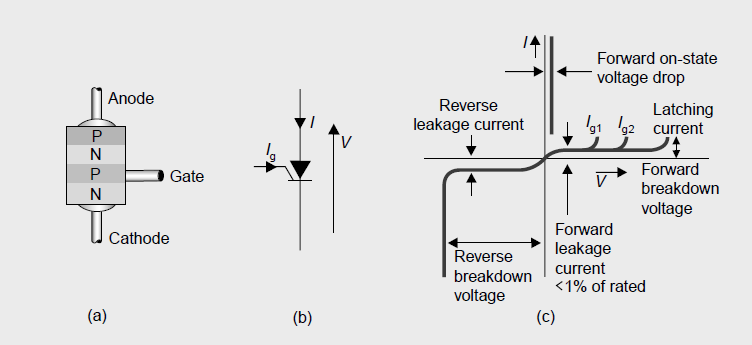 Anode
P
N
P
N
Gate
Cathode
(a)
I
V
Ig
(b)
I
Forward on-state
voltage drop
Reverse
leakage current
Ig1
Ig2
Latching
current
V
Forward
breakdown
voltage
Forward
leakage
current
<1% of rated
Reverse
breakdown
voltage
(c)